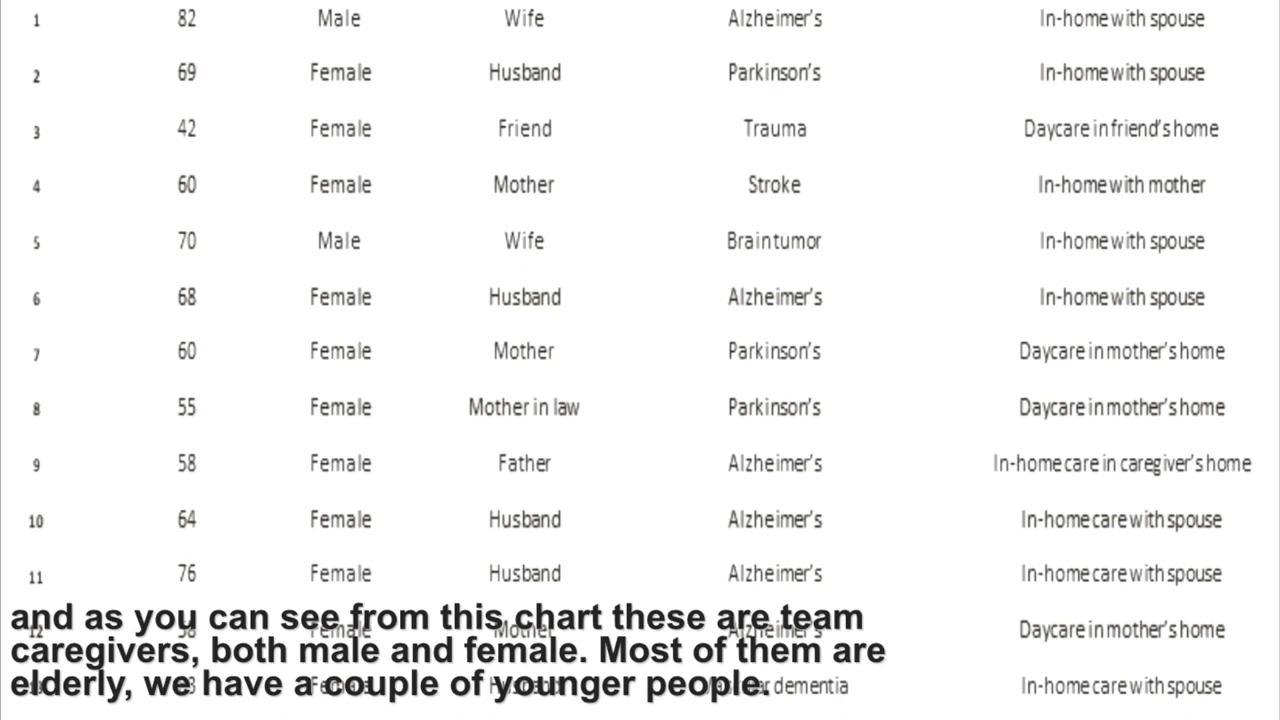 1 82 Male Wife Alzheimer's In-home with spouse
2 69 Female Husband Parkinson's In-home with spouse
3 42 Female Friend Trauma Daycare in friend's home
4 60 Female Mother Stroke In-home with mother
5 70 Male Wife Brain tumor In-home with spouse
6 68 Female Husband Alzheimer's In-home with spouse
7 60 Female Mother Parkinson's Daycare in mother's home
8 55 Female Mother in law Parkinson's Daycare in mother's home
9 58 Female Father Alzheimer's In-home care in caregiver's home
10 64 Female Husband Alzheimer's In-home care with spouse
11 76 Female Husband Alzheimer's In-home care with spouse
12 Female Mother Alzheimer's Daycare in mother's home
Female Husband dementia In-home care with spouse
and as you can see from this chart these are team
caregivers, both male and female. Most of them are
elderly, we have a couple of younger people.